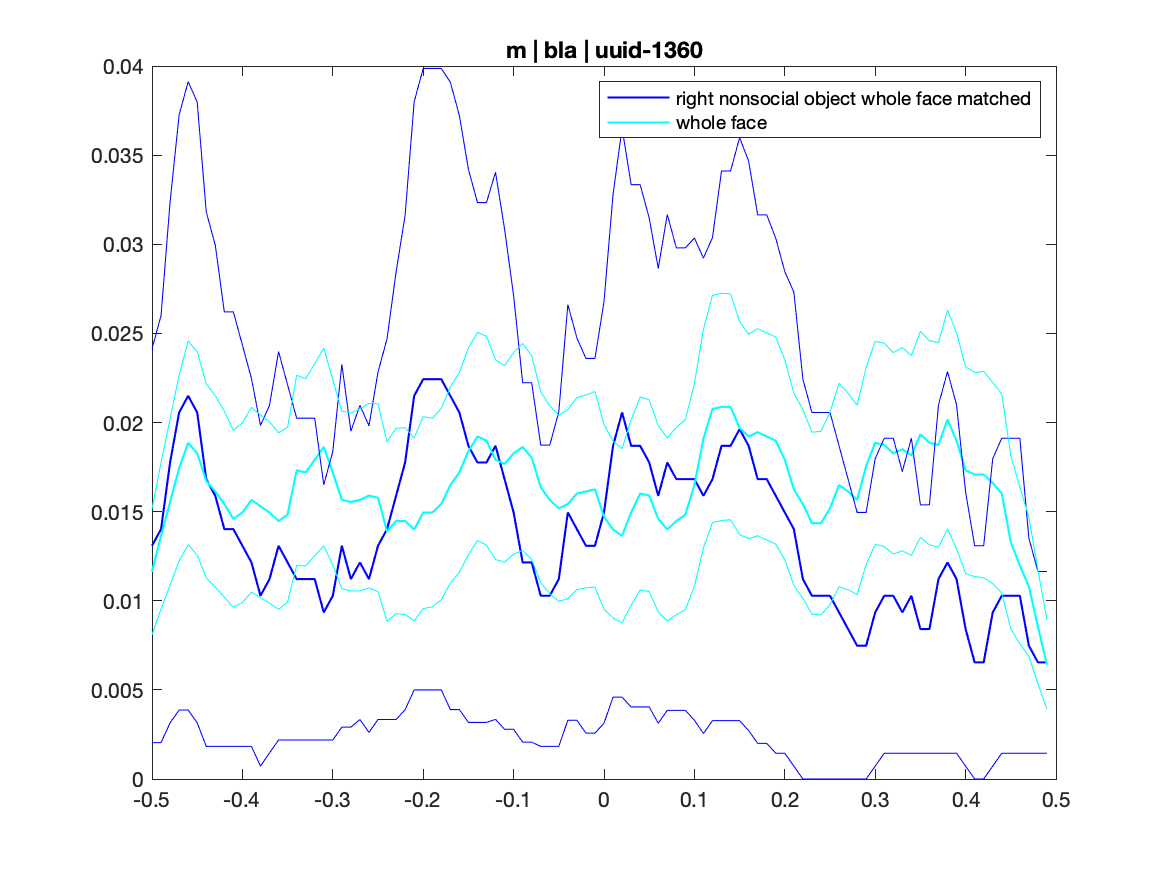 m | bla | uuid-1360
right nonsocial object whole face matched
whole face
0.04
0.035
0.03
0.025
0.02
0.015
0.01
0.005
0
-0.5 -0.4 -0.3 -0.2 -0.1 0 0.1 0.2 0.3 0.4 0.5